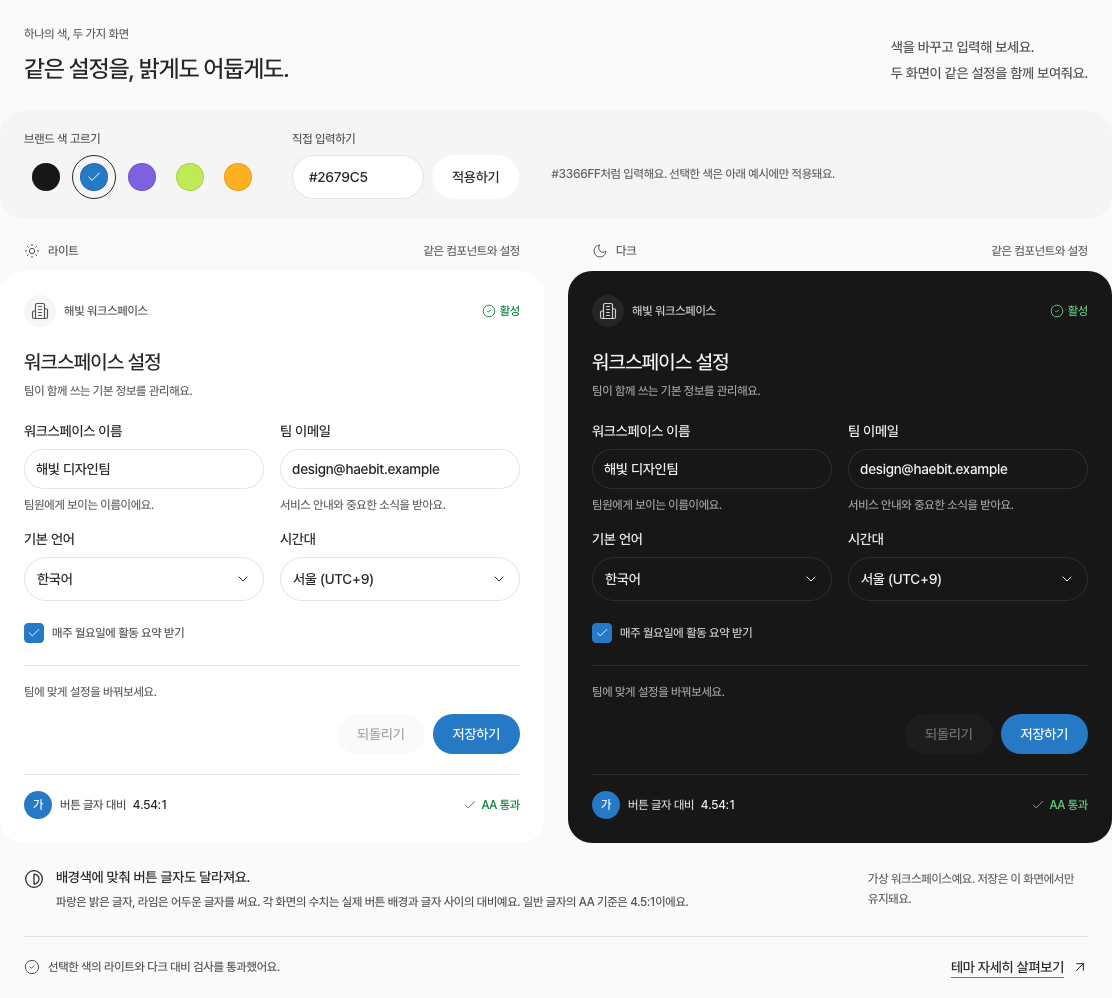 하나의 색, 두 가지 화면
같은 설정을, 밝게도 어둡게도.
색을 바꾸고 입력해 보세요.
두 화면이 같은 설정을 함께 보여줘요.
브랜드 색 고르기
직접 입력하기
#2679C5
적용하기
#3366FF처럼 입력해요. 선택한 색은 아래 예시에만 적용돼요.
라이트
같은 컴포넌트와 설정
해빛 워크스페이스
활성
워크스페이스 설정
팀이 함께 쓰는 기본 정보를 관리해요.
워크스페이스 이름
팀 이메일
해빛 디자인팀
design@haebit.example
팀원에게 보이는 이름이에요.
서비스 안내와 중요한 소식을 받아요.
기본 언어
시간대
한국어
서울 (UTC+9)
매주 월요일에 활동 요약 받기
팀에 맞게 설정을 바꿔보세요.
되돌리기
저장하기
가
버튼 글자 대비 4.54:1
AA 통과
다크
같은 컴포넌트와 설정
해빛 워크스페이스
활성
워크스페이스 설정
팀이 함께 쓰는 기본 정보를 관리해요.
워크스페이스 이름
팀 이메일
해빛 디자인팀
design@haebit.example
팀원에게 보이는 이름이에요.
서비스 안내와 중요한 소식을 받아요.
기본 언어
시간대
한국어
서울 (UTC+9)
매주 월요일에 활동 요약 받기
팀에 맞게 설정을 바꿔보세요.
되돌리기
저장하기
가
버튼 글자 대비 4.54:1
AA 통과
배경색에 맞춰 버튼 글자도 달라져요.
파랑은 밝은 글자, 라임은 어두운 글자를 써요. 각 화면의 수치는 실제 버튼 배경과 글자 사이의 대비예요. 일반 글자의 AA 기준은 4.5:1이에요.
가상 워크스페이스예요. 저장은 이 화면에서만
유지돼요.
선택한 색의 라이트와 다크 대비 검사를 통과했어요.
테마 자세히 살펴보기